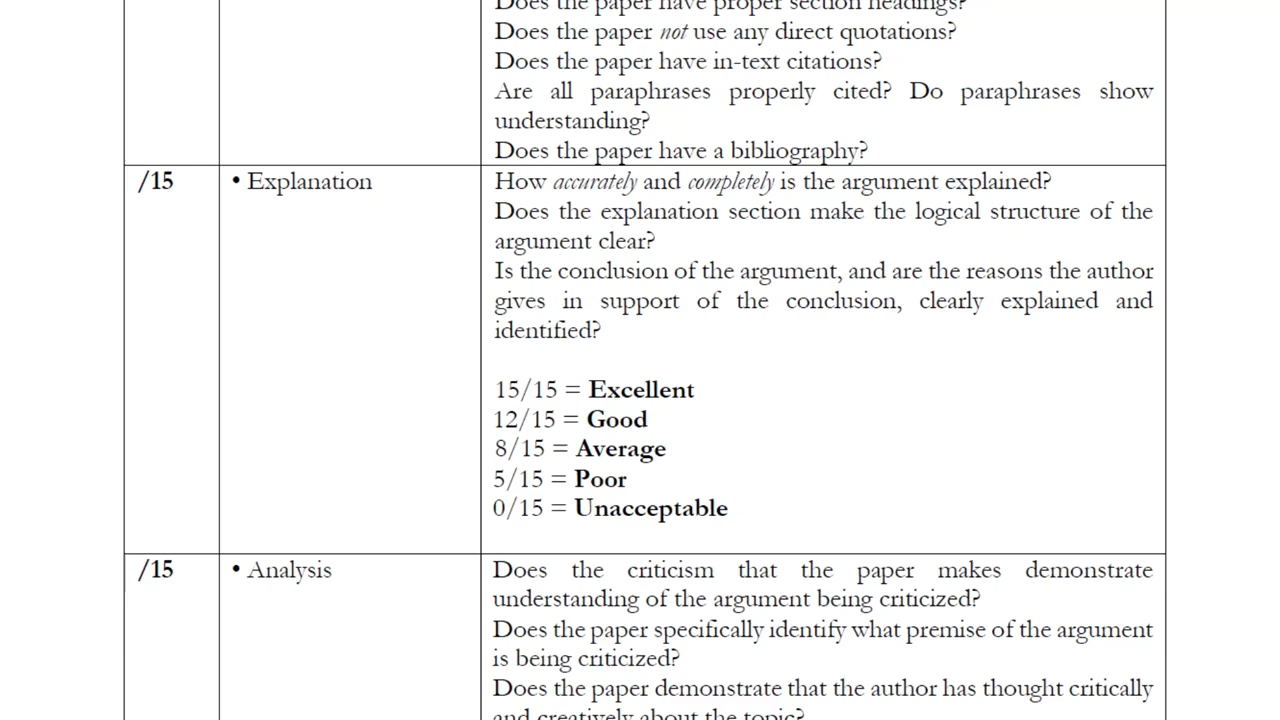 Does the paper have proper section headings?
Does the paper not use any direct quotations?
Does the paper have in-text citations?
Are all paraphrases properly cited? Do paraphrases show
understanding?
Does the paper have a bibliography?
/15
• Explanation
How accurately and completely is the argument explained?
Does the explanation section make the logical structure of the
argument clear?
Is the conclusion of the argument, and are the reasons the author
gives in support of the conclusion, clearly explained and
identified?
15/15 = Excellent
12/15 = Good
8/15 = Average
5/15 = Poor
0/15 = Unacceptable
/15
• Analysis
Does the criticism that the paper makes demonstrate
understanding of the argument being criticized?
Does the paper specifically identify what premise of the argument
is being criticized?
Does the paper demonstrate that the author has thought critically
and creatively about the topic?